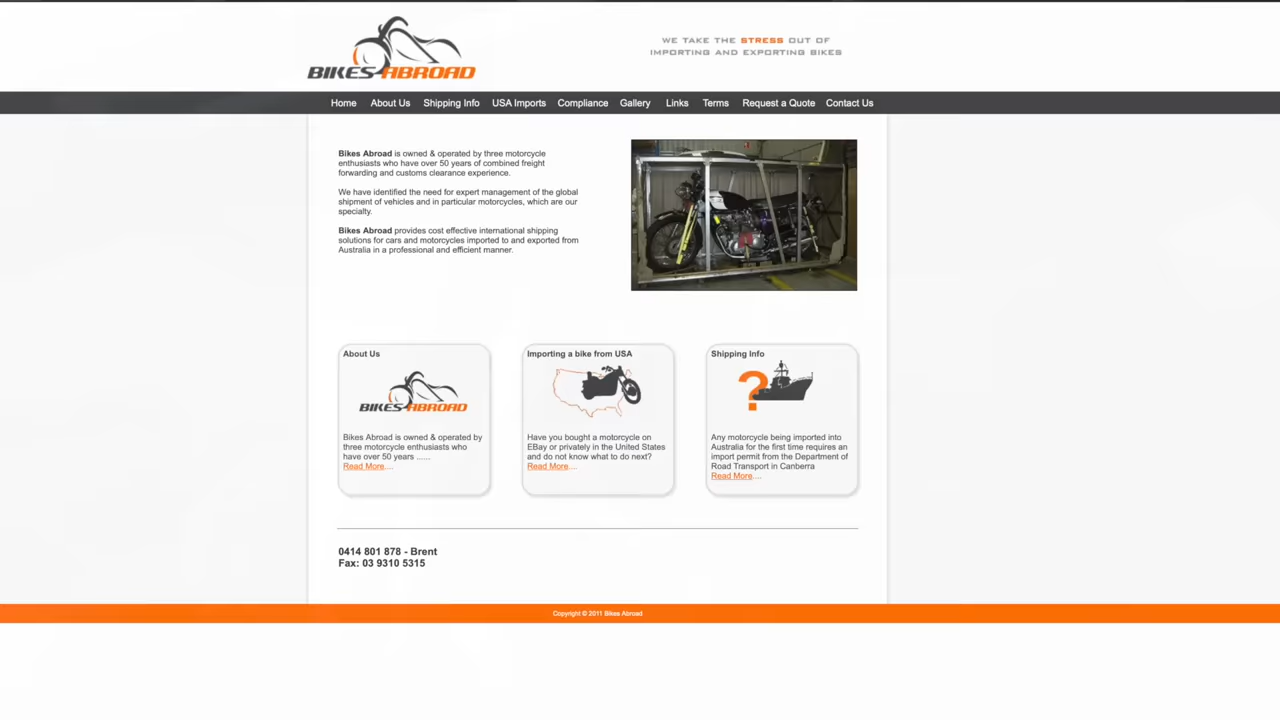 BIKES ABROAD
WE TAKE THE STRESS OUT OF
IMPORTING AND EXPORTING BIKES
Home About Us Shipping Info USA Imports Compliance Gallery Links Terms Request a Quote Contact Us
Bikes Abroad is owned & operated by three motorcycle
enthusiasts who have over 50 years of combined freight
forwarding and customs clearance experience.
We have identified the need for expert management of the global
shipment of vehicles and in particular motorcycles, which are our
specialty.
Bikes Abroad provides cost effective international shipping
solutions for cars and motorcycles imported to and exported from
Australia in a professional and efficient manner.
About Us
BIKES ABROAD
Bikes Abroad is owned & operated by
three motorcycle enthusiasts who
have over 50 years ......
Read More....
Importing a bike from USA
Have you bought a motorcycle on
EBay or privately in the United States
and do not know what to do next?
Read More....
Shipping Info
?
Any motorcycle being imported into
Australia for the first time requires an
import permit from the Department of
Road Transport in Canberra
Read More....
0414 801 878 - Brent
Fax: 03 9310 5315
Copyright © 2011 Bikes Abroad